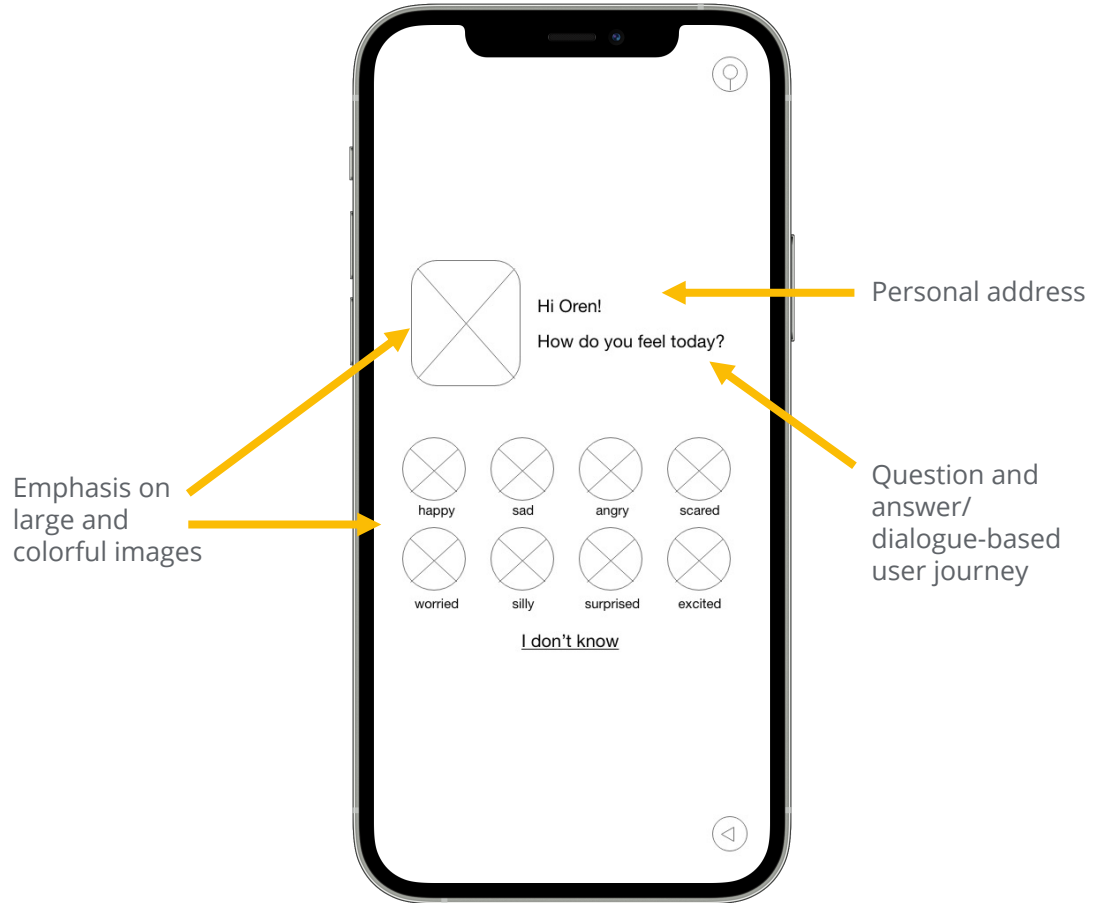 Hi Oren!
How do you feel today?
happy sad angry scared
worried silly surprised excited
I don’t know
Personal address
Emphasis on
large and
colorful images
Question and
answer/
dialogue-based
user journey